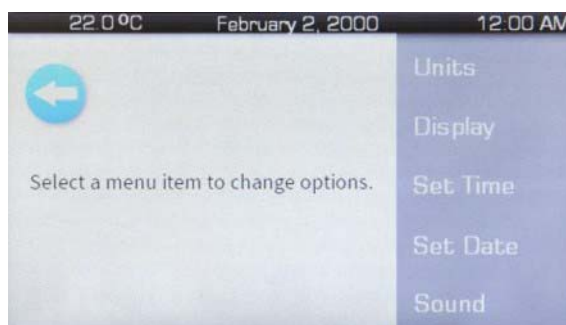 22.0°C February 2, 2000 12:00 AM
Units
Display
Select a menu item to change options.
Set Time
Set Date
Sound